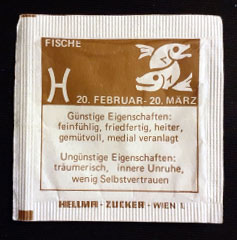 FISCHE
20. FEBRUAR - 20. MÄRZ
Günstige Eigenschaften:
feinfühlig, friedfertig, heiter,
gemütvoll, medial veranlagt
Ungünstige Eigenschaften:
träumerisch, innere Unruhe,
wenig Selbstvertrauen
HELLMA - ZUCKER - WIEN 1.